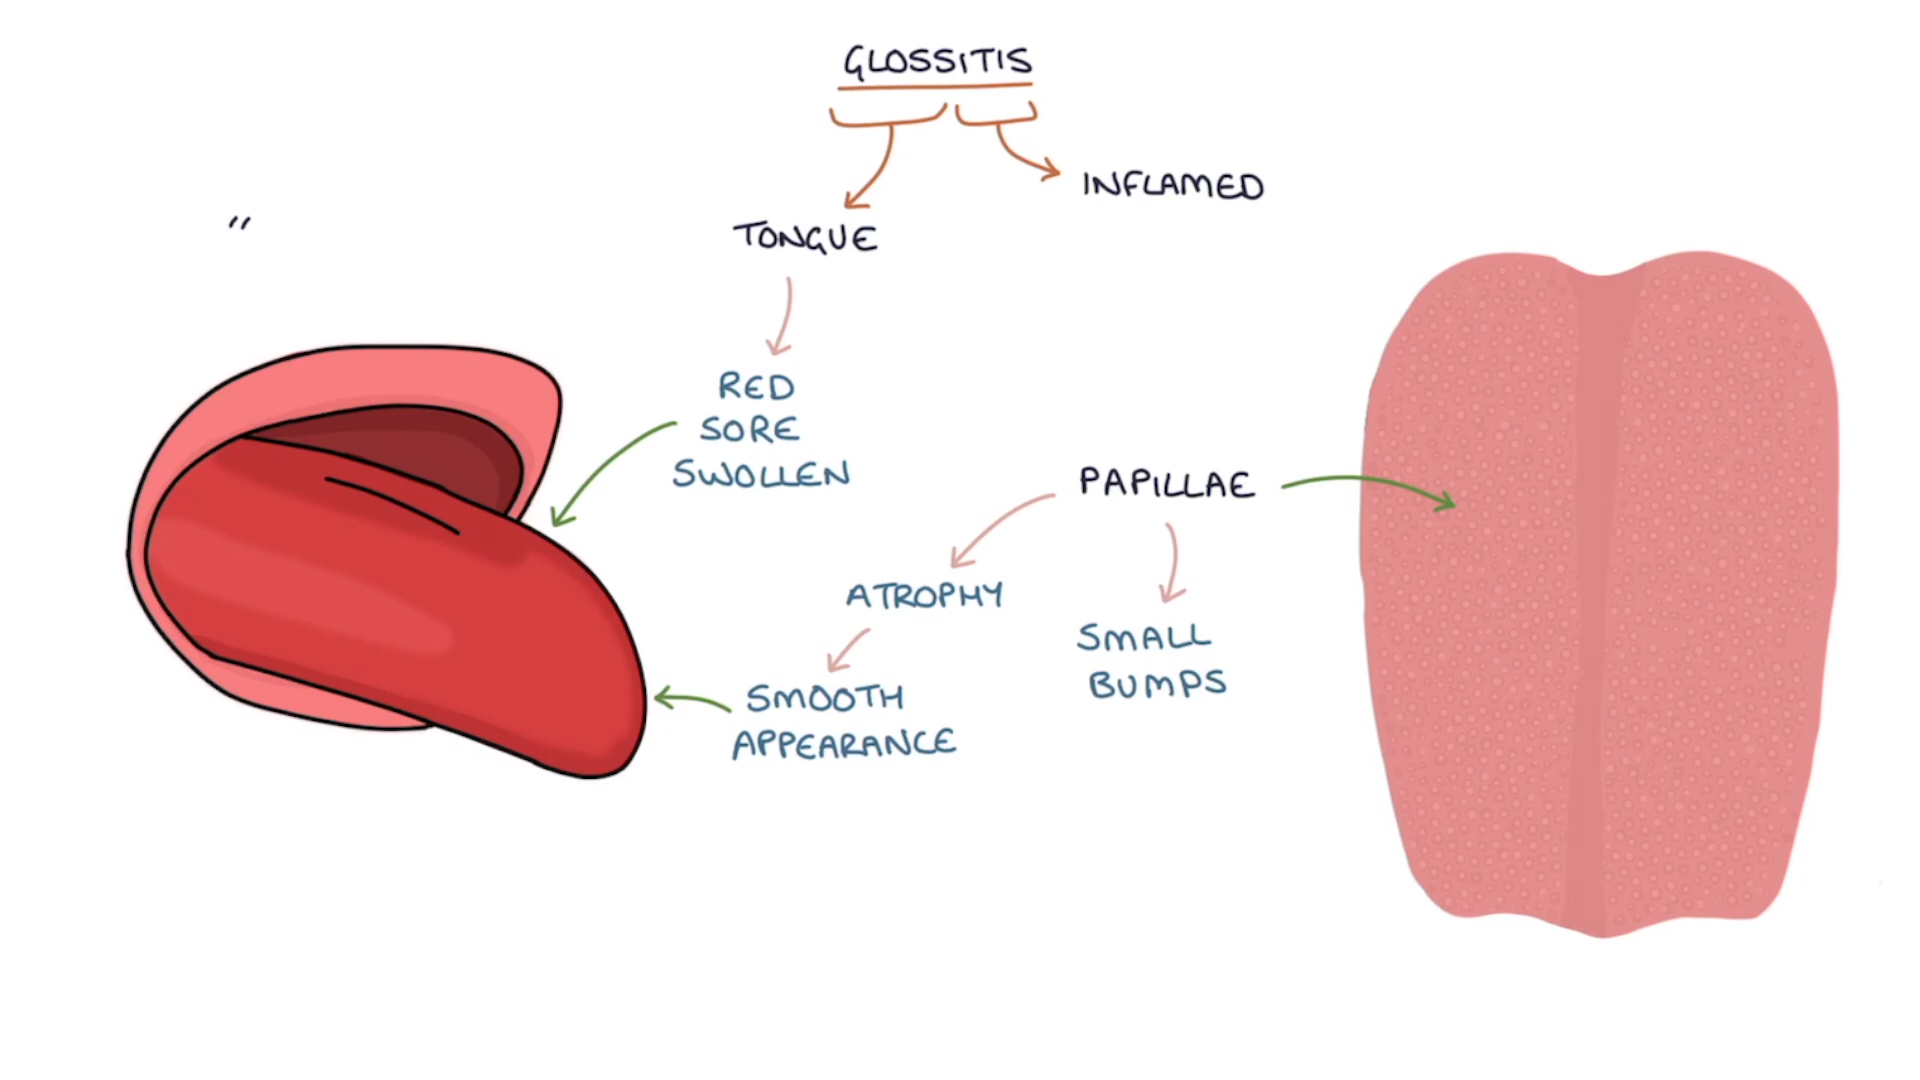 GLOSSITIS
INFLAMED
"
TONGUE
RED
SORE
SWOLLEN
PAPILLAE
ATROPHY
SMALL
BUMPS
SMOOTH
APPEARANCE